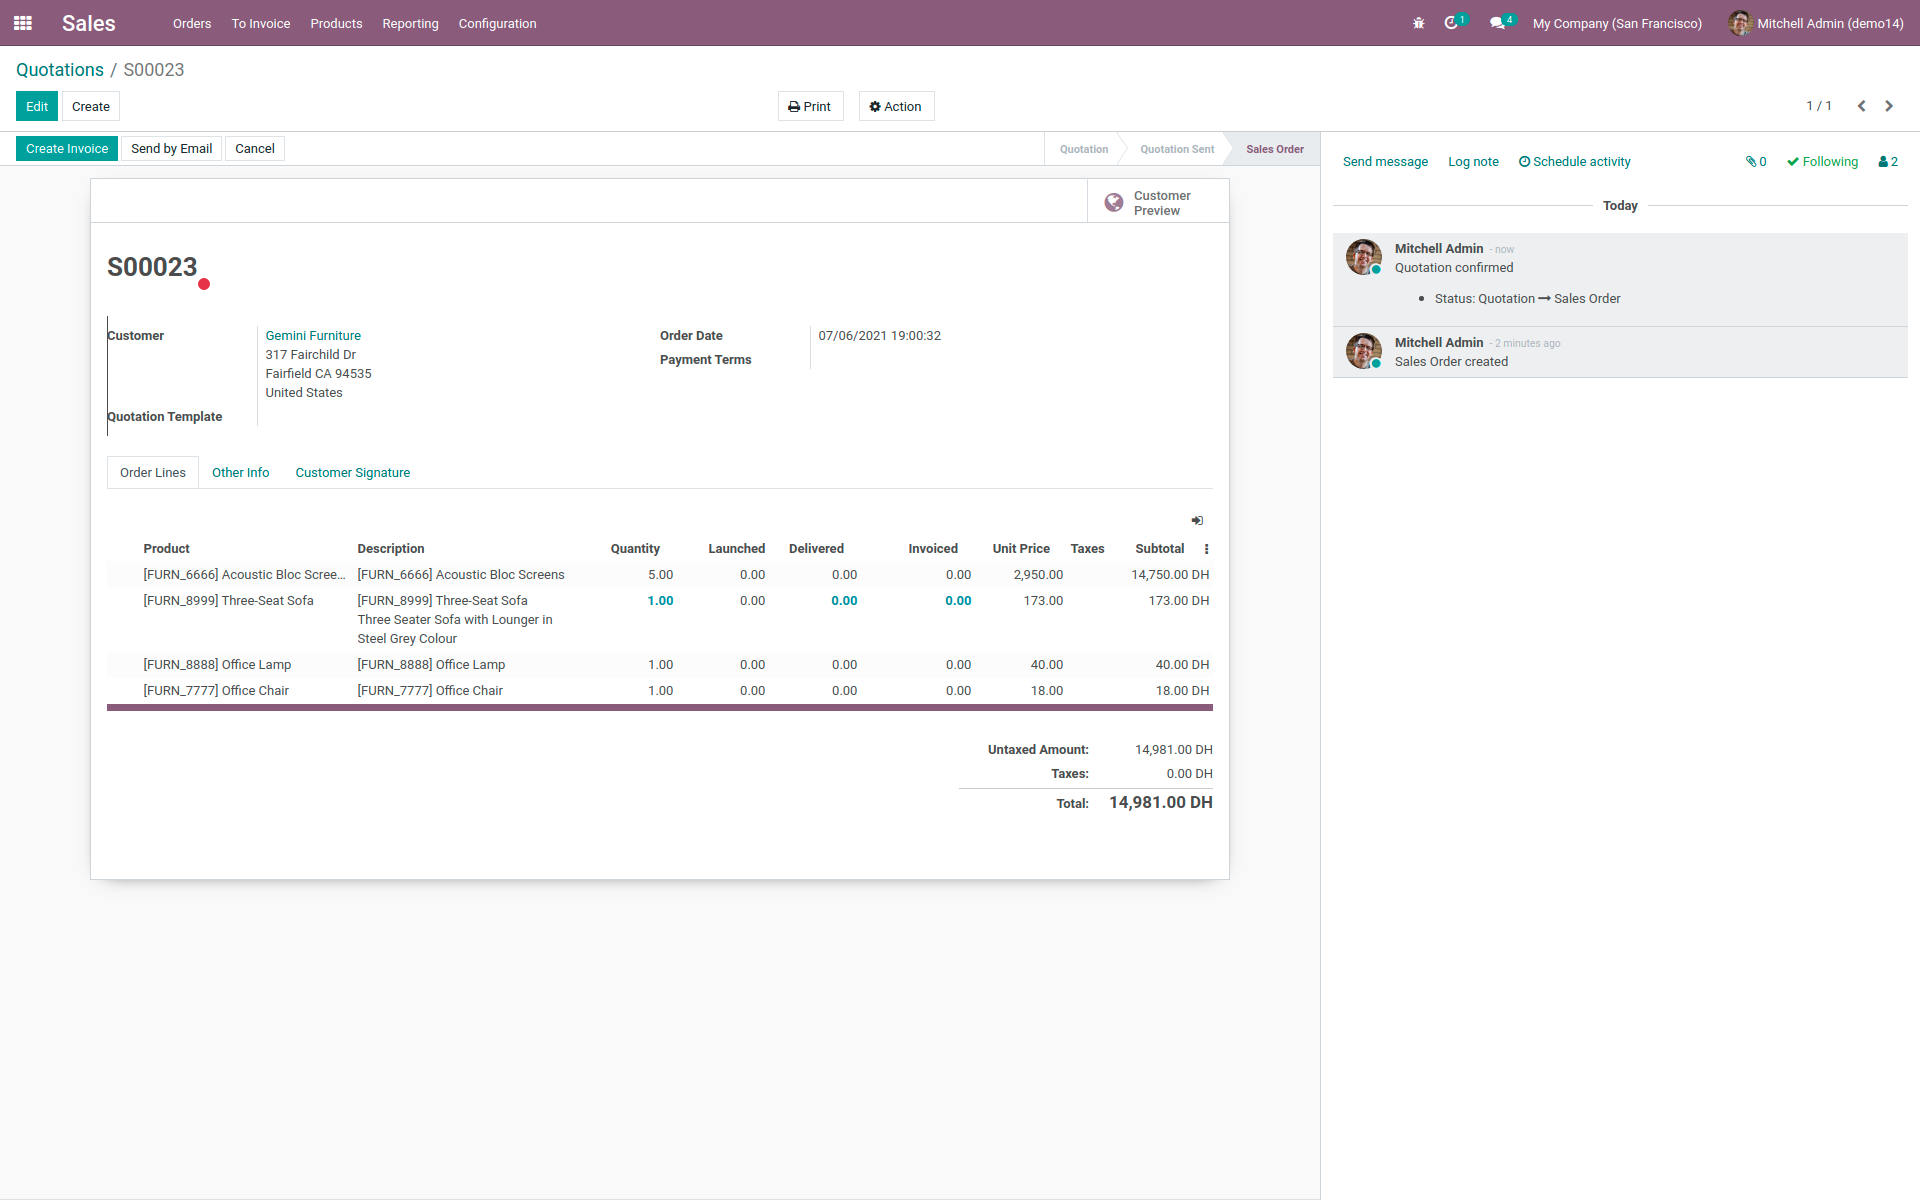 Sales Orders To Invoice Products Reporting Configuration 1 4 My Company (San Francisco) Mitchell Admin (demo14)
Quotations / S00023
Edit Create Print Action 1 / 1
Create Invoice Send by Email Cancel Quotation Quotation Sent Sales Order
Customer
Preview
S00023
Customer Gemini Furniture Order Date 07/06/2021 19:00:32
317 Fairchild Dr
Payment Terms
Fairfield CA 94535
United States
Quotation Template
Order Lines Other Info Customer Signature
Product Description Quantity Launched Delivered Invoiced Unit Price Taxes Subtotal
[FURN_6666] Acoustic Bloc Scree... [FURN_6666] Acoustic Bloc Screens 5.00 0.00 0.00 0.00 2,950.00 14,750.00 DH
[FURN_8999] Three-Seat Sofa [FURN_8999] Three-Seat Sofa 1.00 0.00 0.00 0.00 173.00 173.00 DH
Three Seater Sofa with Lounger in
Steel Grey Colour
[FURN_8888] Office Lamp [FURN_8888] Office Lamp 1.00 0.00 0.00 0.00 40.00 40.00 DH
[FURN_7777] Office Chair [FURN_7777] Office Chair 1.00 0.00 0.00 0.00 18.00 18.00 DH
Untaxed Amount: 14,981.00 DH
Taxes: 0.00 DH
Total: 14,981.00 DH
Send message Log note Schedule activity 0 Following 2
Today
Mitchell Admin - now
Quotation confirmed
• Status: Quotation → Sales Order
Mitchell Admin - 2 minutes ago
Sales Order created